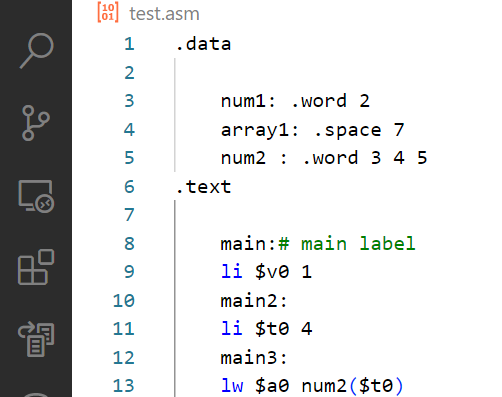 test.asm
1 .data
2
3 num1: .word 2
4 array1: .space 7
5 num2 : .word 3 4 5
6 .text
7
8 main:# main label
9 li $v0 1
10 main2:
11 li $t0 4
12 main3:
13 lw $a0 num2($t0)